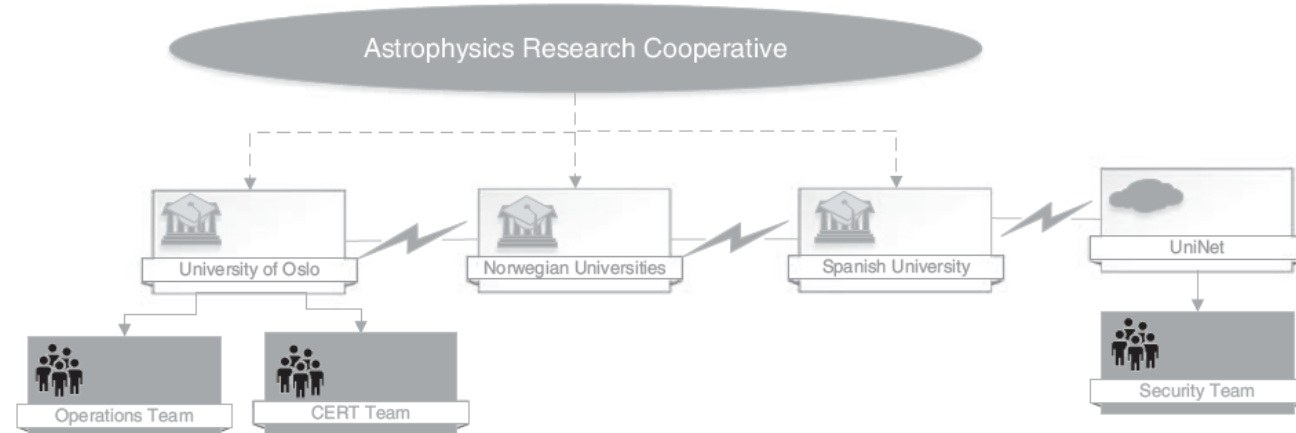 Astrophysics Research Cooperative
University of Oslo
Norwegian Universities
Spanish University
UniNet
Operations Team
CERT Team
Security Team